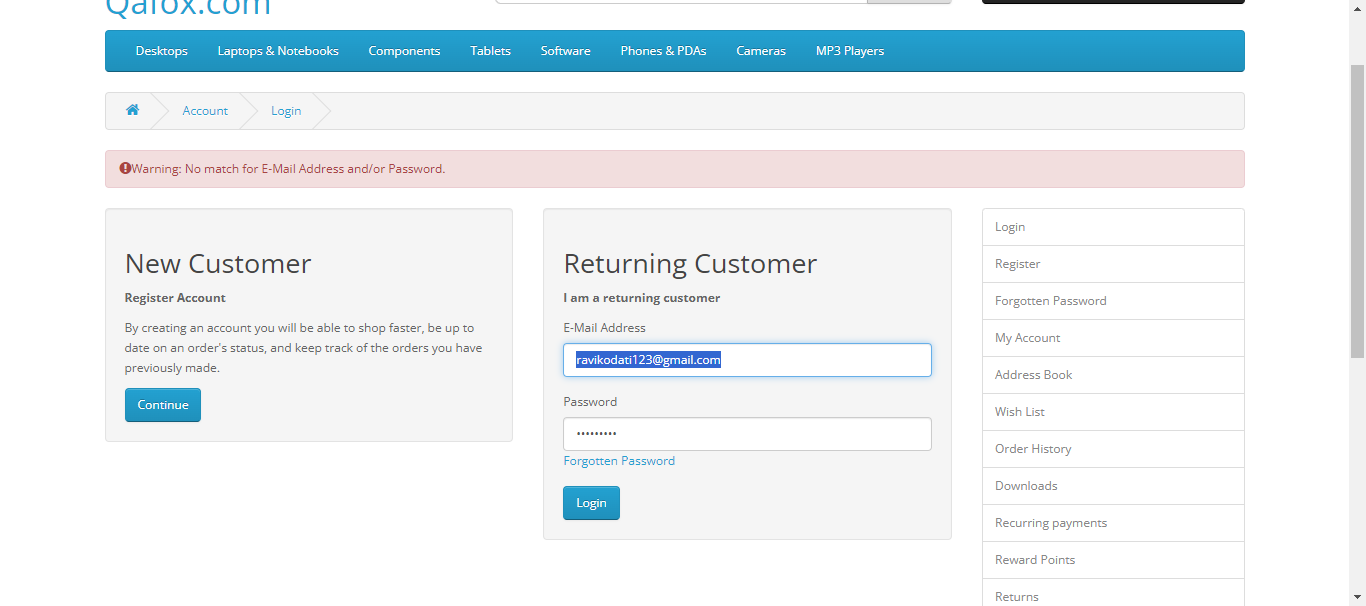 Qafox.com
Desktops Laptops & Notebooks Components Tablets Software Phones & PDAs Cameras MP3 Players
Account Login
Warning: No match for E-Mail Address and/or Password.
New Customer
Register Account
By creating an account you will be able to shop faster, be up to
date on an order's status, and keep track of the orders you have
previously made.
Continue
Returning Customer
I am a returning customer
E-Mail Address
ravikodati123@gmail.com
Password
•••••••••
Forgotten Password
Login
Login
Register
Forgotten Password
My Account
Address Book
Wish List
Order History
Downloads
Recurring payments
Reward Points
Returns